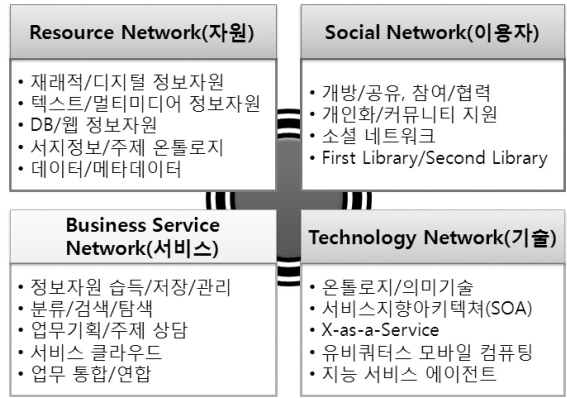 Resource Network(자원)
• 재래적/디지털 정보자원
• 텍스트/멀티미디어 정보자원
• DB/웹 정보자원
• 서지정보/주제 온톨로지
• 데이터/메타데이터
Social Network(이용자)
• 개방/공유, 참여/협력
• 개인화/커뮤니티 지원
• 소셜 네트워크
• First Library/Second Library
Business Service
Network(서비스)
• 정보자원 습득/저장/관리
• 분류/검색/탐색
• 업무기획/주제 상담
• 서비스 클라우드
• 업무 통합/연합
Technology Network(기술)
• 온톨로지/의미기술
• 서비스지향아키텍쳐(SOA)
• X-as-a-Service
• 유비쿼터스 모바일 컴퓨팅
• 지능 서비스 에이전트